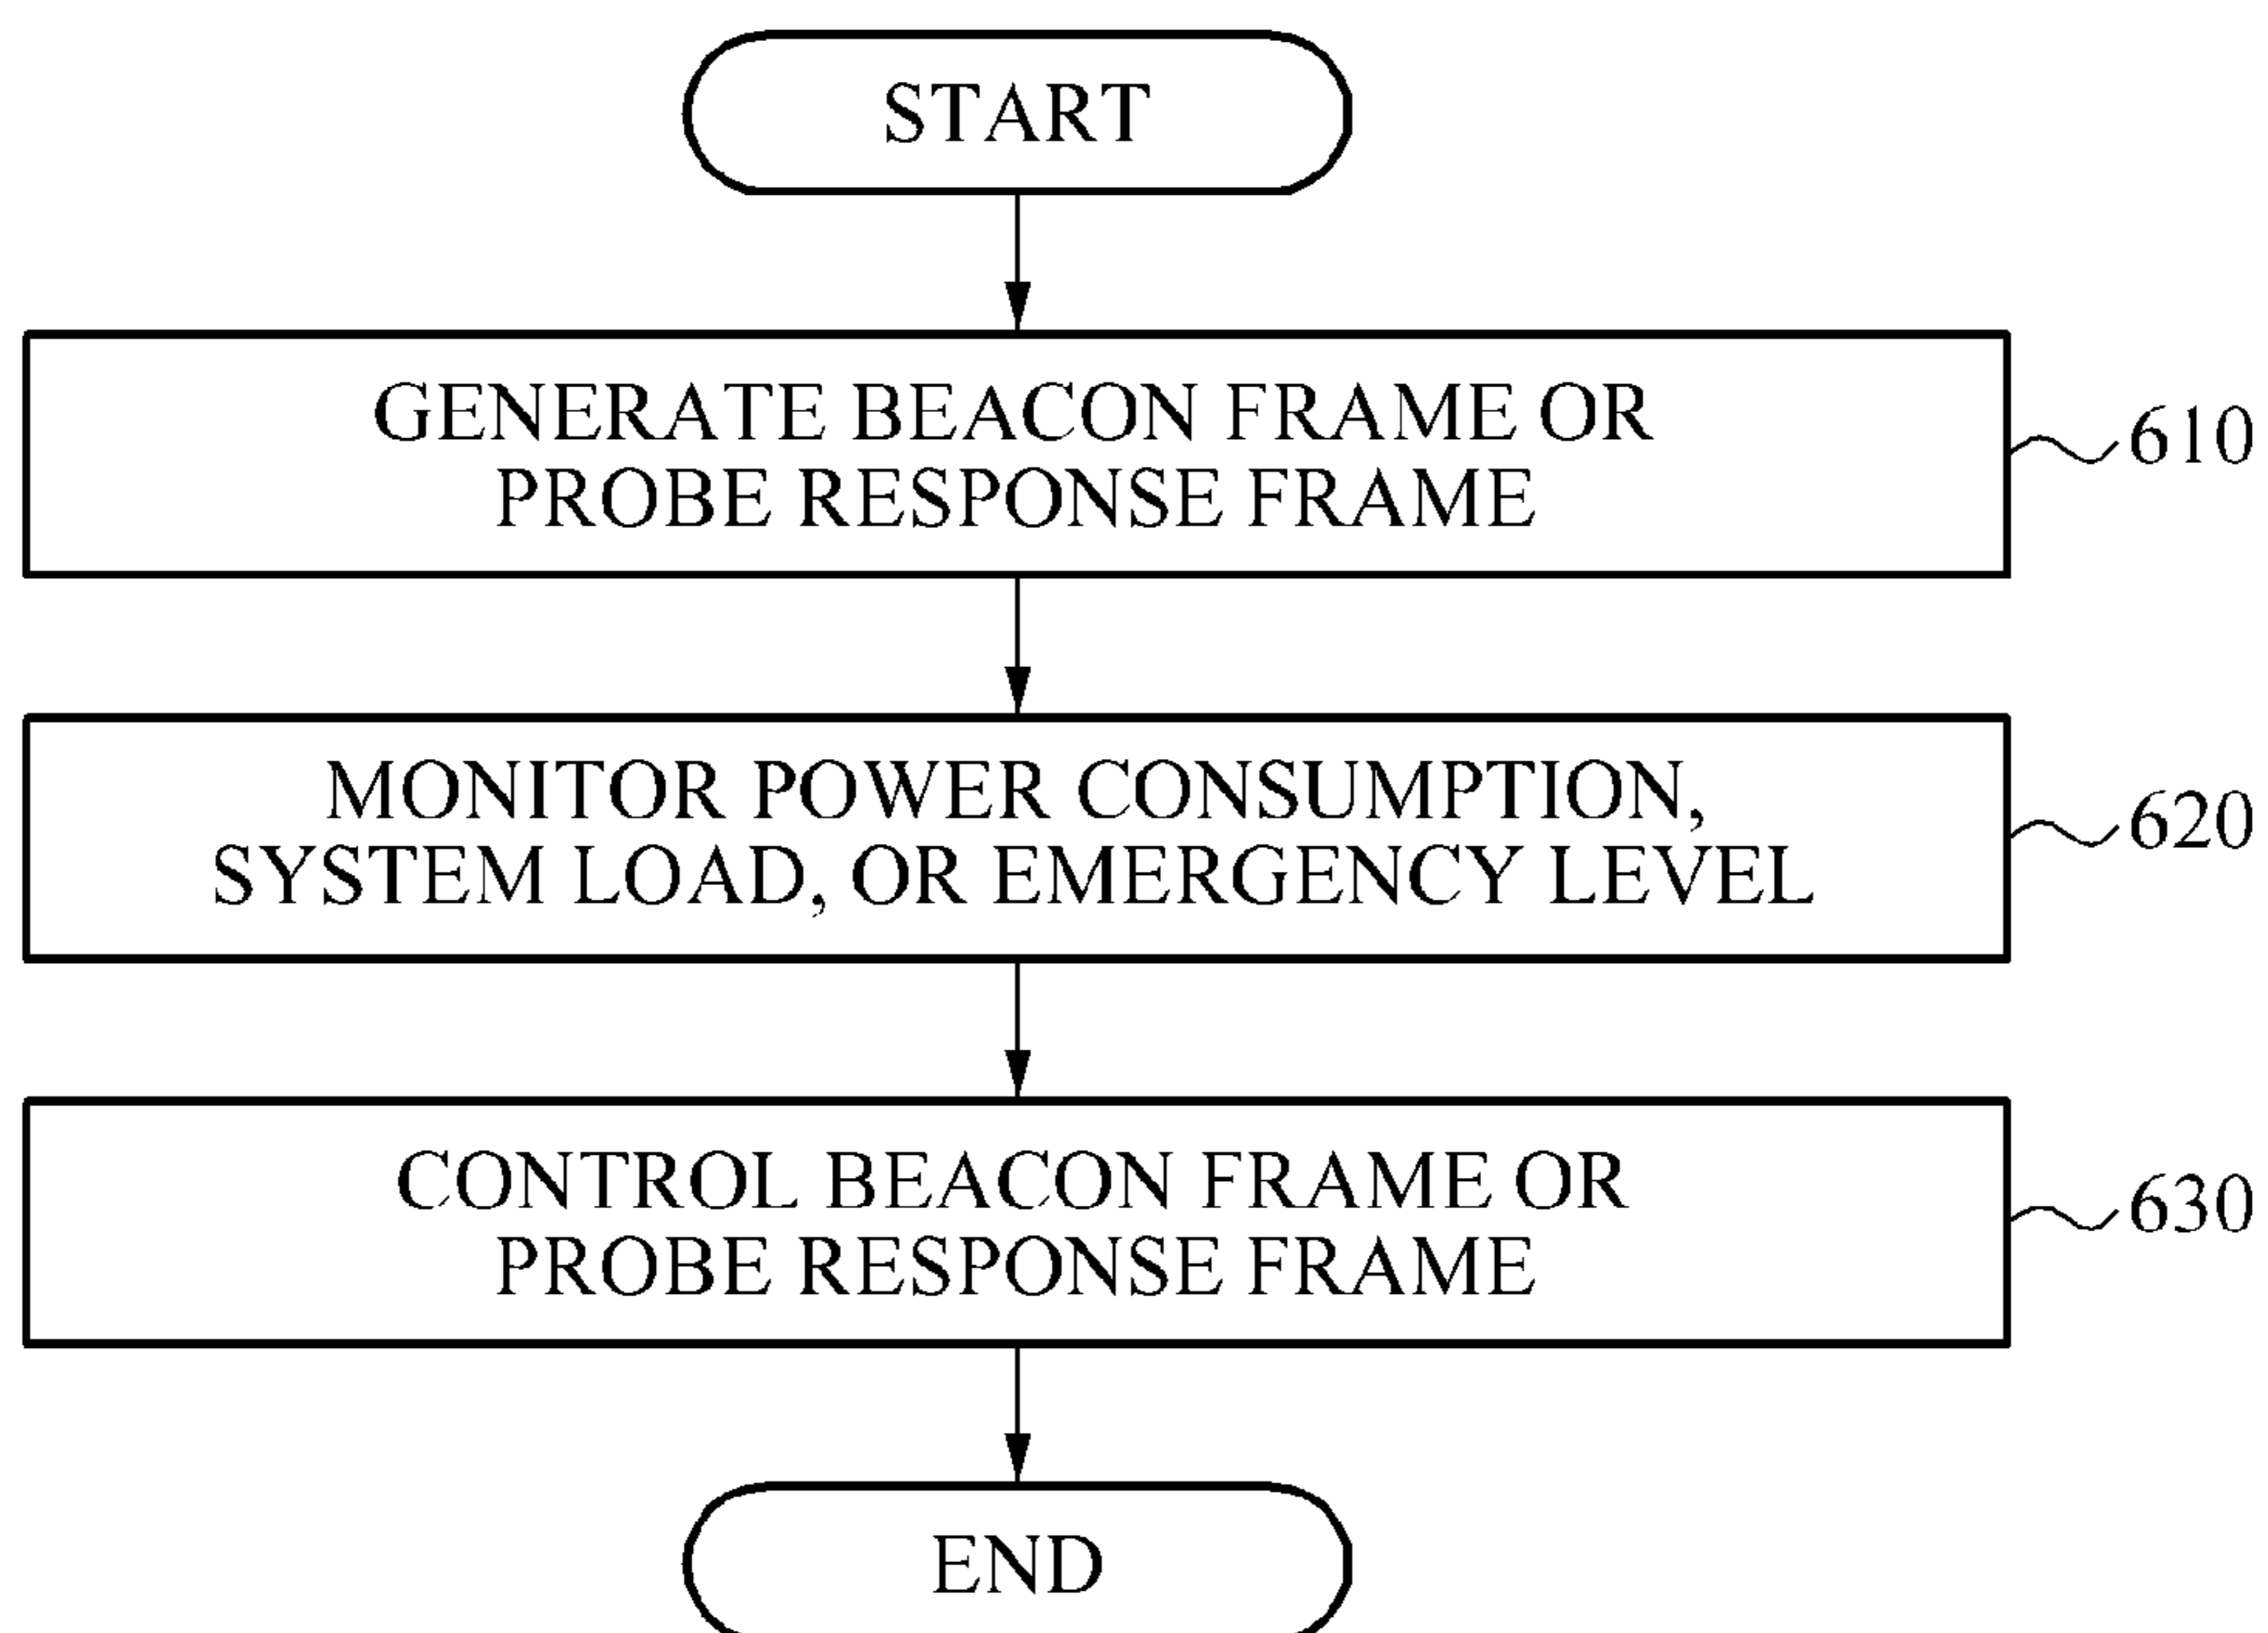 START
GENERATE BEACON FRAME OR
PROBE RESPONSE FRAME
610
MONITOR POWER CONSUMPTION,
SYSTEM LOAD, OR EMERGENCY LEVEL
620
CONTROL BEACON FRAME OR
PROBE RESPONSE FRAME
630
END